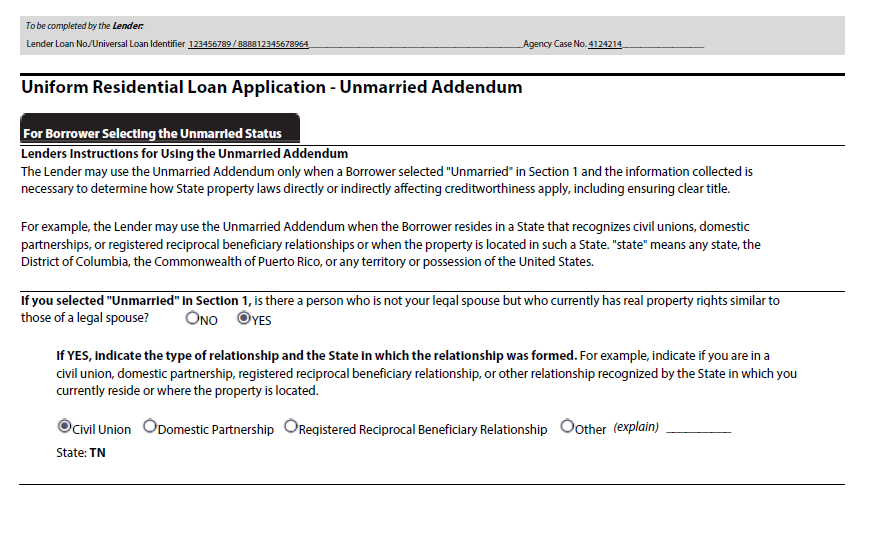 To be completed by the Lender:
Lender Loan No./Universal Loan Identifier 123456789 / 888812345678964 Agency Case No. 4124214
Uniform Residential Loan Application - Unmarried Addendum
For Borrower Selecting the Unmarried Status
Lenders Instructions for Using the Unmarried Addendum
The Lender may use the Unmarried Addendum only when a Borrower selected "Unmarried" in Section 1 and the information collected is
necessary to determine how State property laws directly or indirectly affecting creditworthiness apply, including ensuring clear title.
For example, the Lender may use the Unmarried Addendum when the Borrower resides in a State that recognizes civil unions, domestic
partnerships, or registered reciprocal beneficiary relationships or when the property is located in such a State. "state" means any state, the
District of Columbia, the Commonwealth of Puerto Rico, or any territory or possession of the United States.
If you selected "Unmarried" in Section 1, is there a person who is not your legal spouse but who currently has real property rights similar to
those of a legal spouse? NO YES
If YES, indicate the type of relationship and the State in which the relationship was formed. For example, indicate if you are in a
civil union, domestic partnership, registered reciprocal beneficiary relationship, or other relationship recognized by the State in which you
currently reside or where the property is located.
Civil Union Domestic Partnership Registered Reciprocal Beneficiary Relationship Other (explain) __________
State: TN